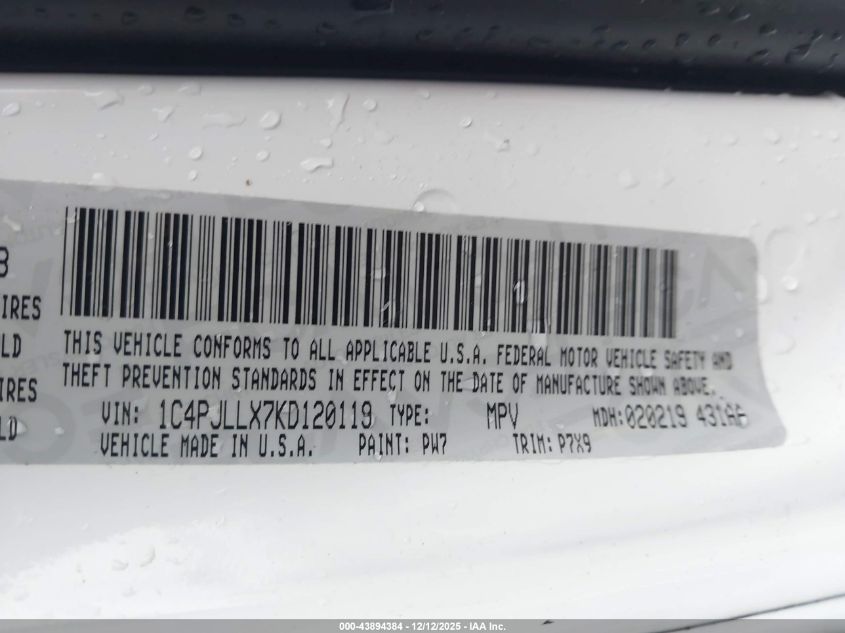 8
IRES
LD
IRES
LD
THIS VEHICLE CONFORMS TO ALL APPLICABLE U.S.A. FEDERAL MOTOR VEHICLE SAFETY AND
THEFT PREVENTION STANDARDS IN EFFECT ON THE DATE OF MANUFACTURE SHOWN ABOVE.
VIN: 1C4PJLLX7KD120119 TYPE: MPV MDH:020219 431AA
VEHICLE MADE IN U.S.A. PAINT: PW7 TRIM: P7X9
000-43894384 | 12/12/2025 - IAA Inc.